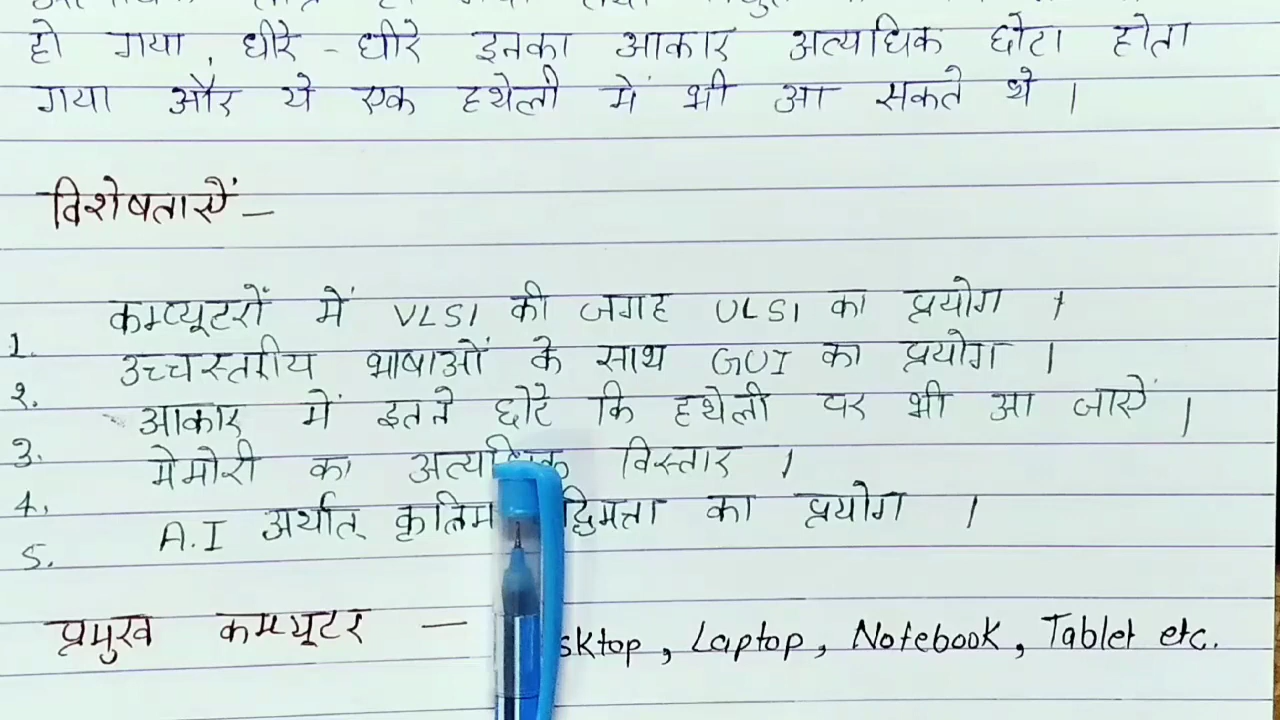 हो गया, धीरे - धीरे इनका आकार अत्यधिक छोटा होता
गया और ये एक हथेली में भी आ सकते थे ।
विशेषताऐं -
1. कम्प्यूटरों में VLSI की जगह ULSI का प्रयोग ।
2. उच्चस्तरीय भाषाओं के साथ GUI का प्रयोग ।
3. आकार में इतने छोटे कि हथेली पर भी आ जाऐं ।
4. मेमोरी का अत्यधिक विस्तार ।
5. A.I अर्थात् कृत्रिम का प्रयोग ।
प्रमुख कम्प्यूटर — sktop, Laptop, Notebook, Tablet etc.